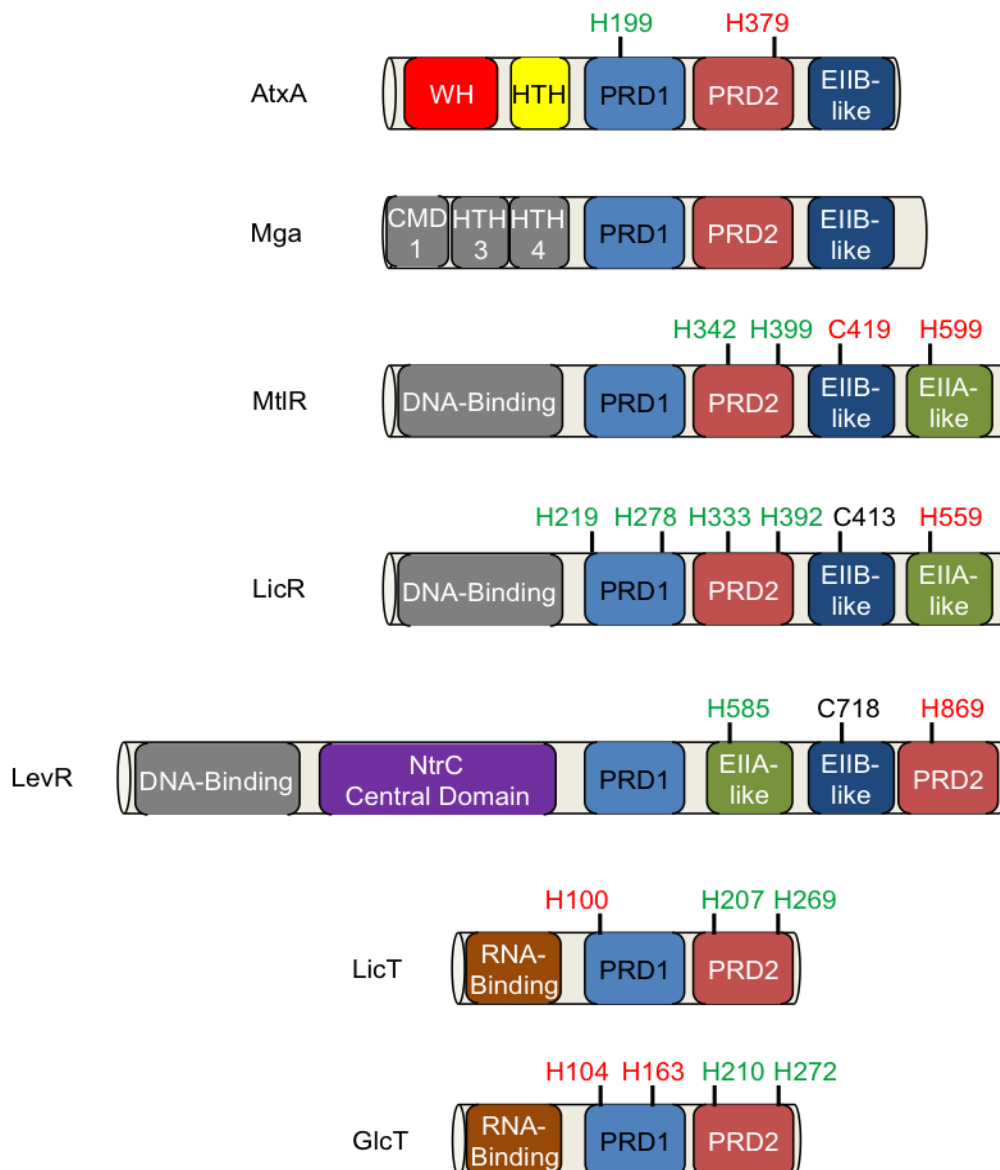 H199 H379
AtxA WH HTH PRD1 PRD2 EIIB-
like
Mga CMD
1 HTH
3 HTH
4 PRD1 PRD2 EIIB-
like
H342 H399 C419 H599
MtlR DNA-Binding PRD1 PRD2 EIIB-
like EIIA-
like
H219 H278 H333 H392 C413 H559
LicR DNA-Binding PRD1 PRD2 EIIB-
like EIIA-
like
H585 C718 H869
LevR DNA-Binding NtrC
Central Domain PRD1 EIIA-
like EIIB-
like PRD2
H100 H207 H269
LicT RNA-
Binding PRD1 PRD2
H104 H163 H210 H272
GlcT RNA-
Binding PRD1 PRD2